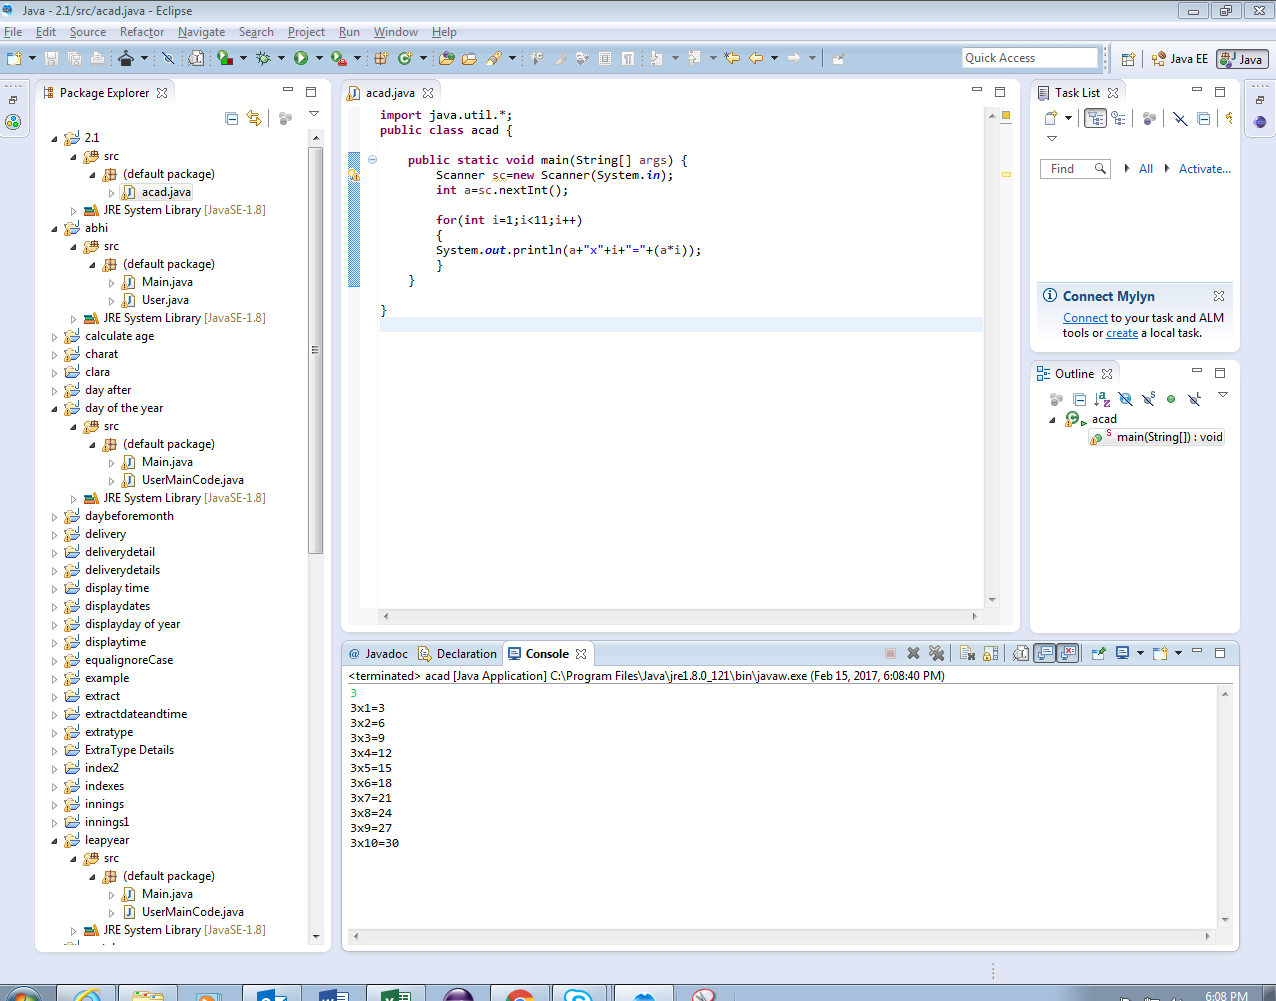 Java - 2.1/src/acad.java - Eclipse
File Edit Source Refactor Navigate Search Project Run Window Help
Quick Access
Java EE
Java
Package Explorer
2.1
src
(default package)
acad.java
JRE System Library [JavaSE-1.8]
abhi
src
(default package)
Main.java
User.java
JRE System Library [JavaSE-1.8]
calculate age
charat
clara
day after
day of the year
src
(default package)
Main.java
UserMainCode.java
JRE System Library [JavaSE-1.8]
daybeforemonth
delivery
deliverydetail
deliverydetails
display time
displaydates
displayday of year
displaytime
equalignoreCase
example
extract
extractdateandtime
extratype
ExtraType Details
index2
indexes
innings
innings1
leapyear
src
(default package)
Main.java
UserMainCode.java
JRE System Library [JavaSE-1.8]
acad.java
import java.util.*;
public class acad {
public static void main(String[] args) {
Scanner sc=new Scanner(System.in);
int a=sc.nextInt();
for(int i=1;i<11;i++)
{
System.out.println(a+"x"+i+"="+(a*i));
}
}
}
Task List
Find
All
Activate...
Connect Mylyn
Connect to your task and ALM
tools or create a local task.
Outline
acad
main(String[]) : void
@ Javadoc Declaration Console
<terminated> acad [Java Application] C:\Program Files\Java\jre1.8.0_121\bin\javaw.exe (Feb 15, 2017, 6:08:40 PM)
3
3x1=3
3x2=6
3x3=9
3x4=12
3x5=15
3x6=18
3x7=21
3x8=24
3x9=27
3x10=30
6:08 PM